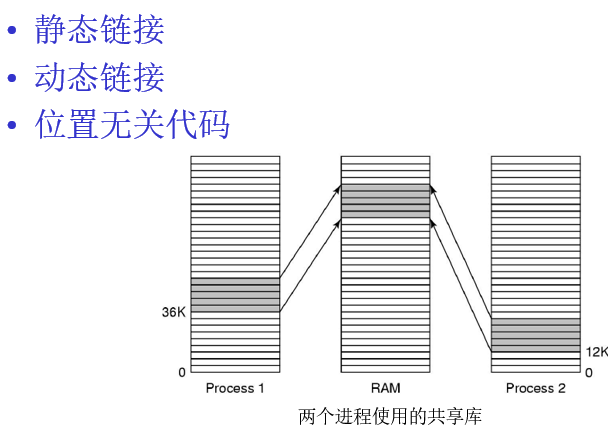 • 静态链接
• 动态链接
• 位置无关代码
36K
12K
0
0
Process 1
RAM
Process 2
两个进程使用的共享库